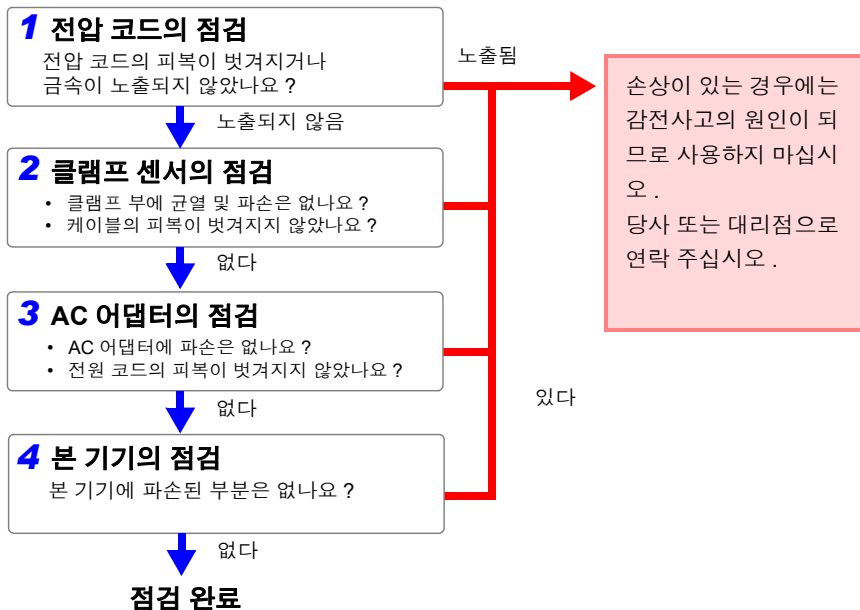 1 전압 코드의 점검
전압 코드의 피복이 벗겨지거나
금속이 노출되지 않았나요 ?
노출됨
노출되지 않음
손상이 있는 경우에는
감전사고의 원인이 되
므로 사용하지 마십시
오 .
당사 또는 대리점으로
연락 주십시오 .
2 클램프 센서의 점검
• 클램프 부에 균열 및 파손은 없나요 ?
• 케이블의 피복이 벗겨지지 않았나요 ?
없다
3 AC 어댑터의 점검
• AC 어댑터에 파손은 없나요 ?
• 전원 코드의 피복이 벗겨지지 않았나요 ?
있다
없다
4 본 기기의 점검
본 기기에 파손된 부분은 없나요 ?
없다
점검 완료